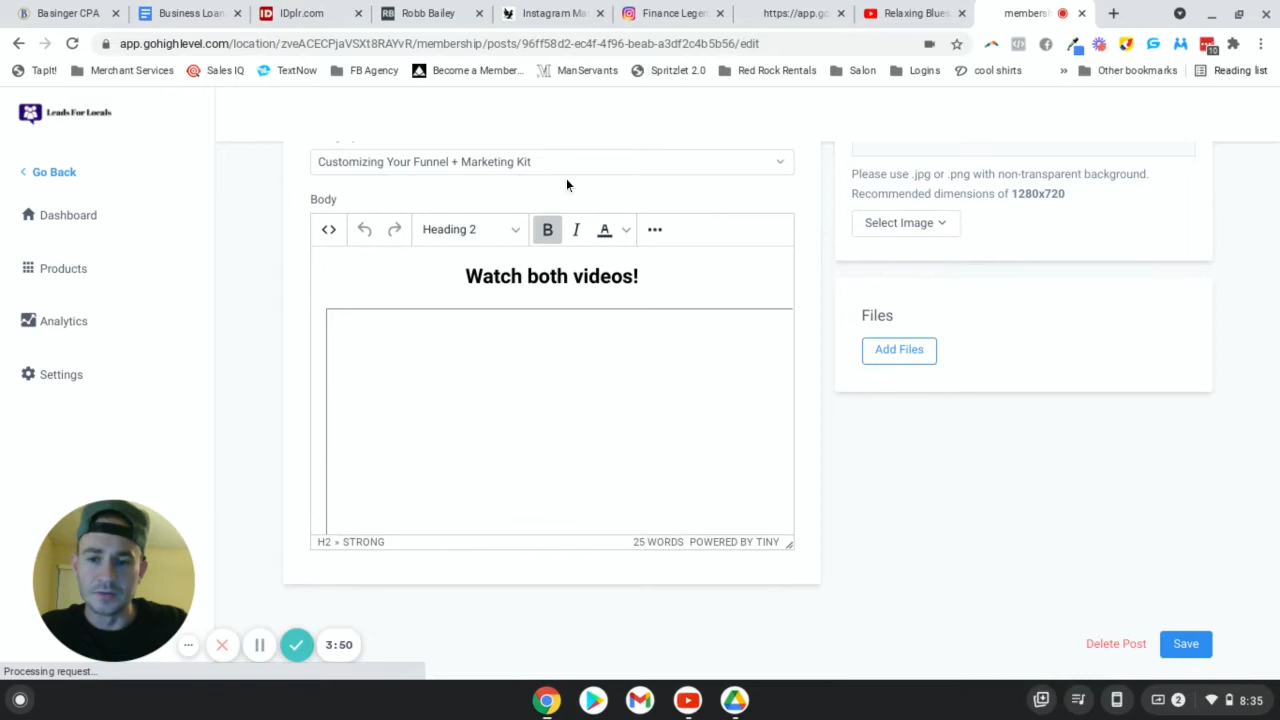 Basinger CPA
Business Loan
IDplr.com
Robb Bailey
Instagram Ma
Finance Legen
https://app.go
Relaxing Blues
members
app.gohighlevel.com/location/zveACECPjaVSXt8RAYvR/membership/posts/96ff58d2-ec4f-4f96-beab-a3df2c4b5b56/edit
10
TapIt!
Merchant Services
Sales IQ
TextNow
FB Agency
Become a Member...
ManServants
Spritzlet 2.0
Red Rock Rentals
Salon
Logins
cool shirts
»
Other bookmarks
Reading list
Leads For Locals
Go Back
Dashboard
Products
Analytics
Settings
Customizing Your Funnel + Marketing Kit
Body
Heading 2
B
I
A
Watch both videos!
H2 » STRONG
25 WORDS POWERED BY TINY
Please use .jpg or .png with non-transparent background.
Recommended dimensions of 1280x720
Select Image
Files
Add Files
Delete Post
Save
3:50
Processing request...
2
8:35